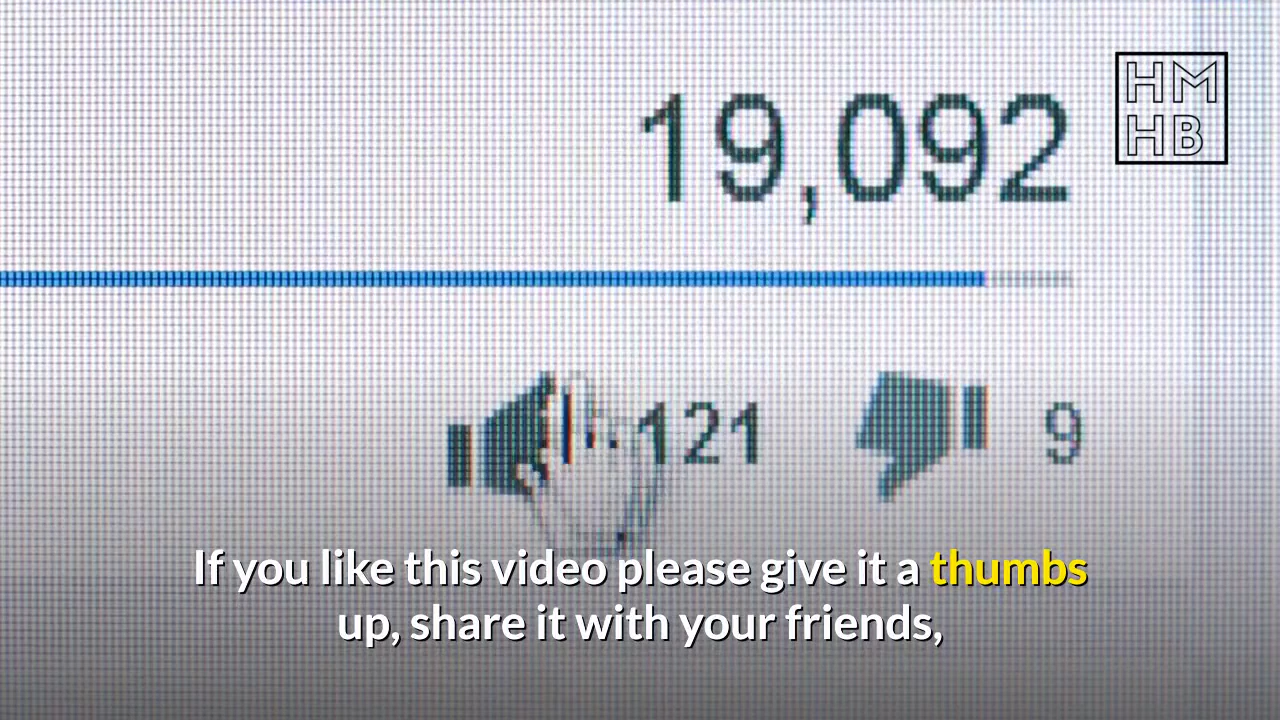 19,092
HM
HB
121
9
If you like this video please give it a thumbs
up, share it with your friends,